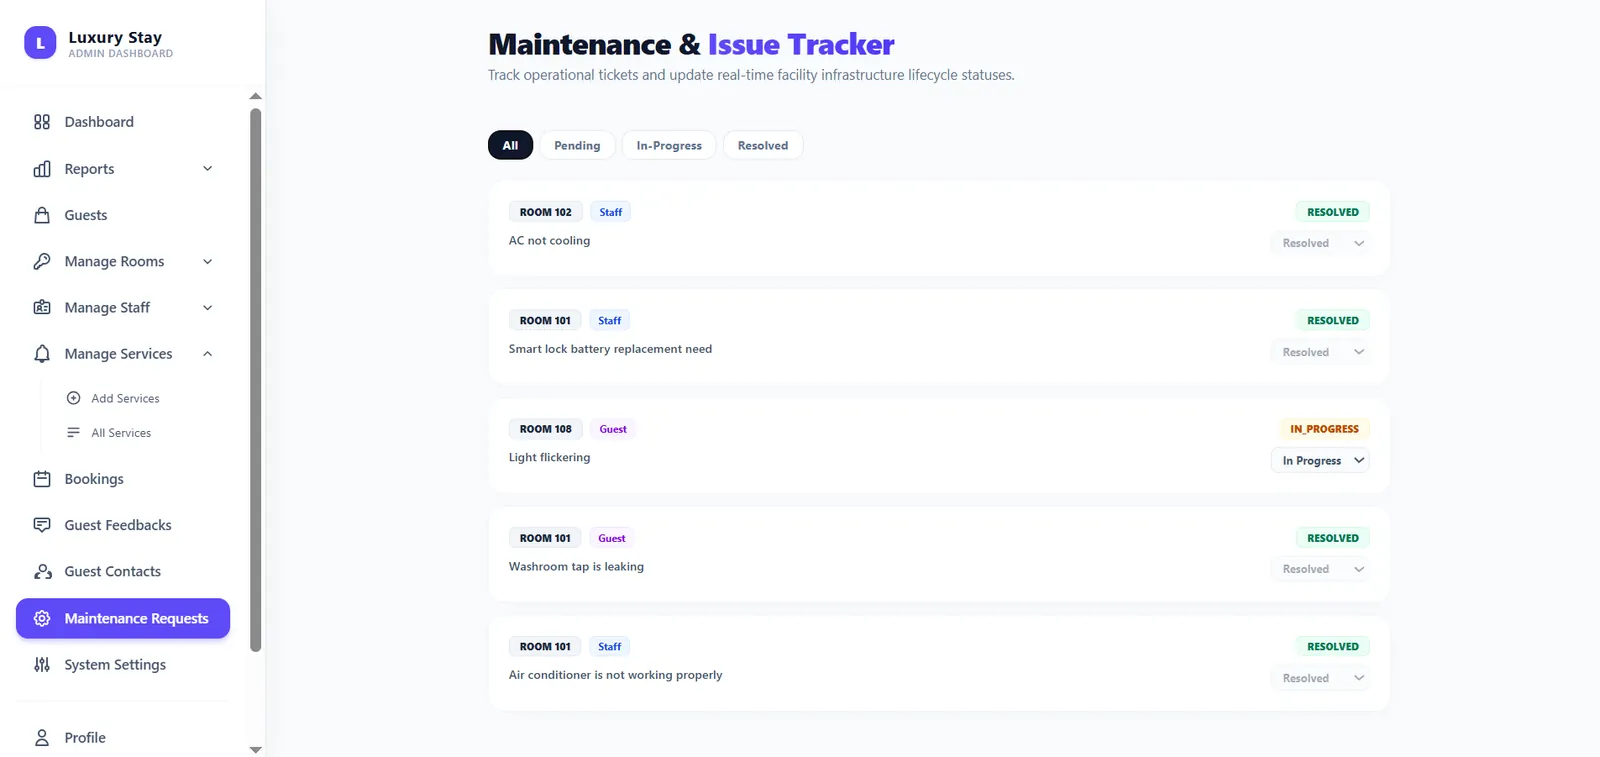 L
Luxury Stay
ADMIN DASHBOARD
Dashboard
Reports
Guests
Manage Rooms
Manage Staff
Manage Services
Add Services
All Services
Bookings
Guest Feedbacks
Guest Contacts
Maintenance Requests
System Settings
Profile
Maintenance & Issue Tracker
Track operational tickets and update real-time facility infrastructure lifecycle statuses.
All Pending In-Progress Resolved
ROOM 102 Staff RESOLVED
AC not cooling Resolved
ROOM 101 Staff RESOLVED
Smart lock battery replacement need Resolved
ROOM 108 Guest IN_PROGRESS
Light flickering In Progress
ROOM 101 Guest RESOLVED
Washroom tap is leaking Resolved
ROOM 101 Staff RESOLVED
Air conditioner is not working properly Resolved